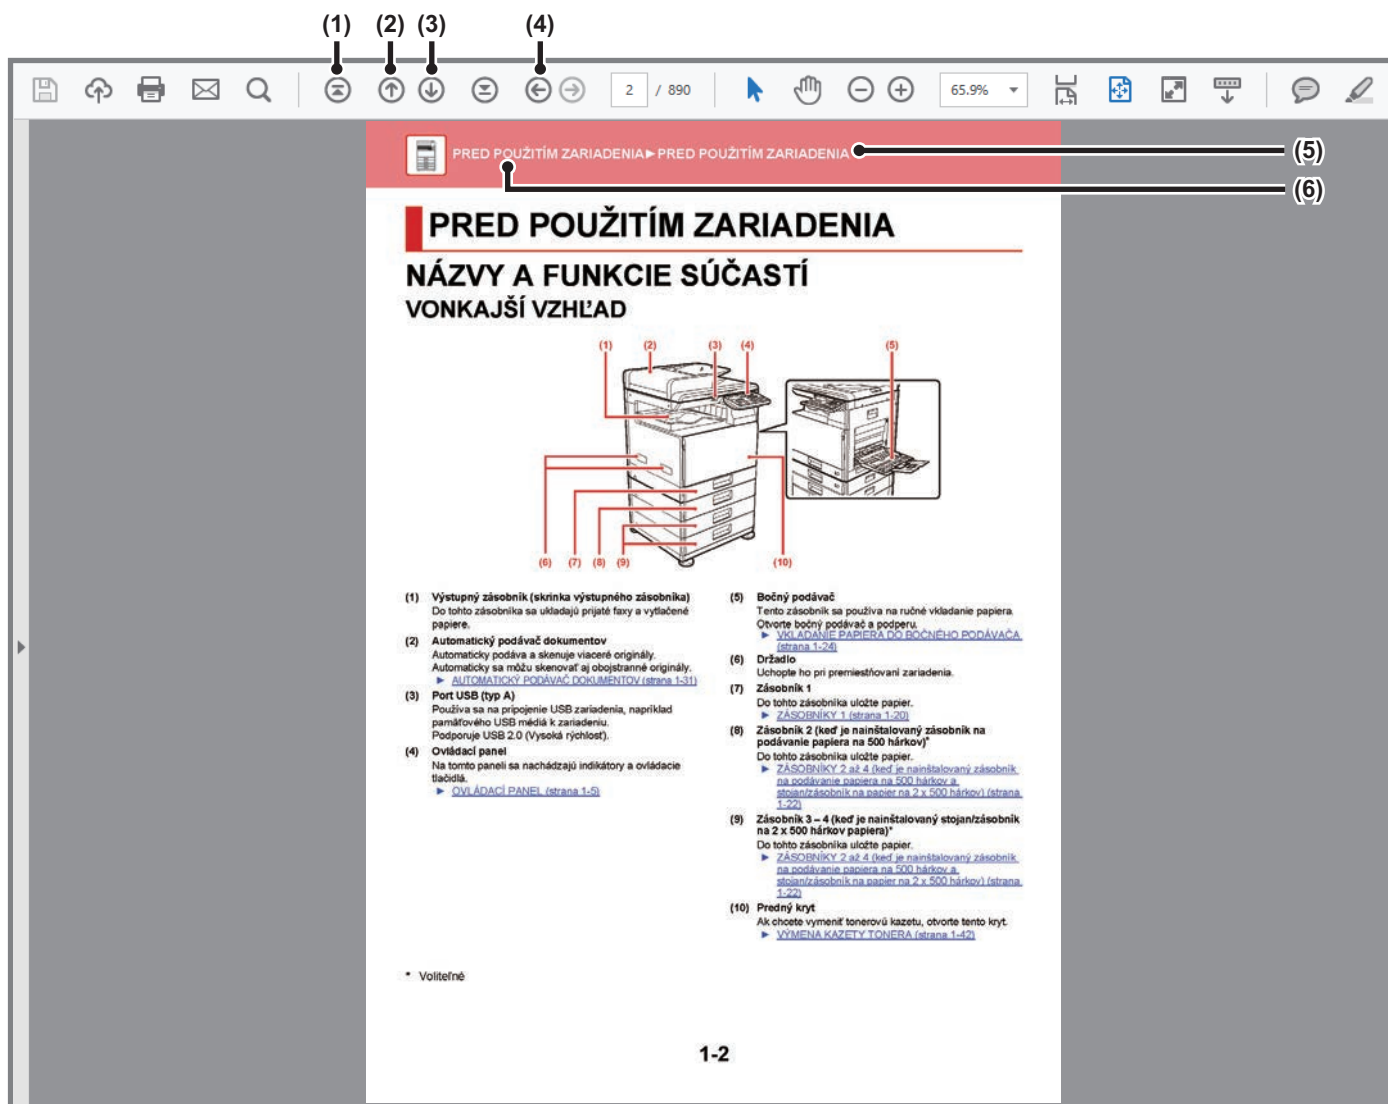 (1) (2) (3) (4)
2 / 890 65.9%
PRED POUŽITÍM ZARIADENIA►PRED POUŽITÍM ZARIADENIA
(5)
(6)
PRED POUŽITÍM ZARIADENIA
NÁZVY A FUNKCIE SÚČASTÍ
VONKAJŠÍ VZHĽAD
(1) (2) (3) (4) (5)
(6) (7) (8) (9) (10)
(1) Výstupný zásobník (skrinka výstupného zásobníka)
Do tohto zásobníka sa ukladajú prijaté faxy a vytlačené
papiere.
(2) Automatický podávač dokumentov
Automaticky podáva a skenuje viaceré originály.
Automaticky sa môžu skenovať aj obojstranné originály.
► AUTOMATICKÝ PODÁVAČ DOKUMENTOV (strana 1-31)
(3) Port USB (typ A)
Používa sa na pripojenie USB zariadenia, napríklad
pamäťového USB médiá k zariadeniu.
Podporuje USB 2.0 (Vysoká rýchlosť).
(4) Ovládací panel
Na tomto paneli sa nachádzajú indikátory a ovládacie
tlačidlá.
► OVLÁDACÍ PANEL (strana 1-5)
(5) Bočný podávač
Tento zásobník sa používa na ručné vkladanie papiera.
Otvorte bočný podávač a podperu.
► VKLADANIE PAPIERA DO BOČNÉHO PODÁVAČA
(strana 1-24)
(6) Držadlo
Uchopte ho pri premiestňovaní zariadenia.
(7) Zásobník 1
Do tohto zásobníka uložte papier.
► ZÁSOBNÍKY 1 (strana 1-20)
(8) Zásobník 2 (keď je nainštalovaný zásobník na
podávanie papiera na 500 hárkov)*
Do tohto zásobníka uložte papier.
► ZÁSOBNÍKY 2 až 4 (keď je nainštalovaný zásobník
na podávanie papiera na 500 hárkov a
stojan/zásobník na papier na 2 x 500 hárkov) (strana
1-22)
(9) Zásobník 3 – 4 (keď je nainštalovaný stojan/zásobník
na 2 x 500 hárkov papiera)*
Do tohto zásobníka uložte papier.
► ZÁSOBNÍKY 2 až 4 (keď je nainštalovaný zásobník
na podávanie papiera na 500 hárkov a
stojan/zásobník na papier na 2 x 500 hárkov) (strana
1-22)
(10) Predný kryt
Ak chcete vymeniť tonerovú kazetu, otvorte tento kryt.
► VÝMENA KAZETY TONERA (strana 1-42)
* Voliteľné
1-2